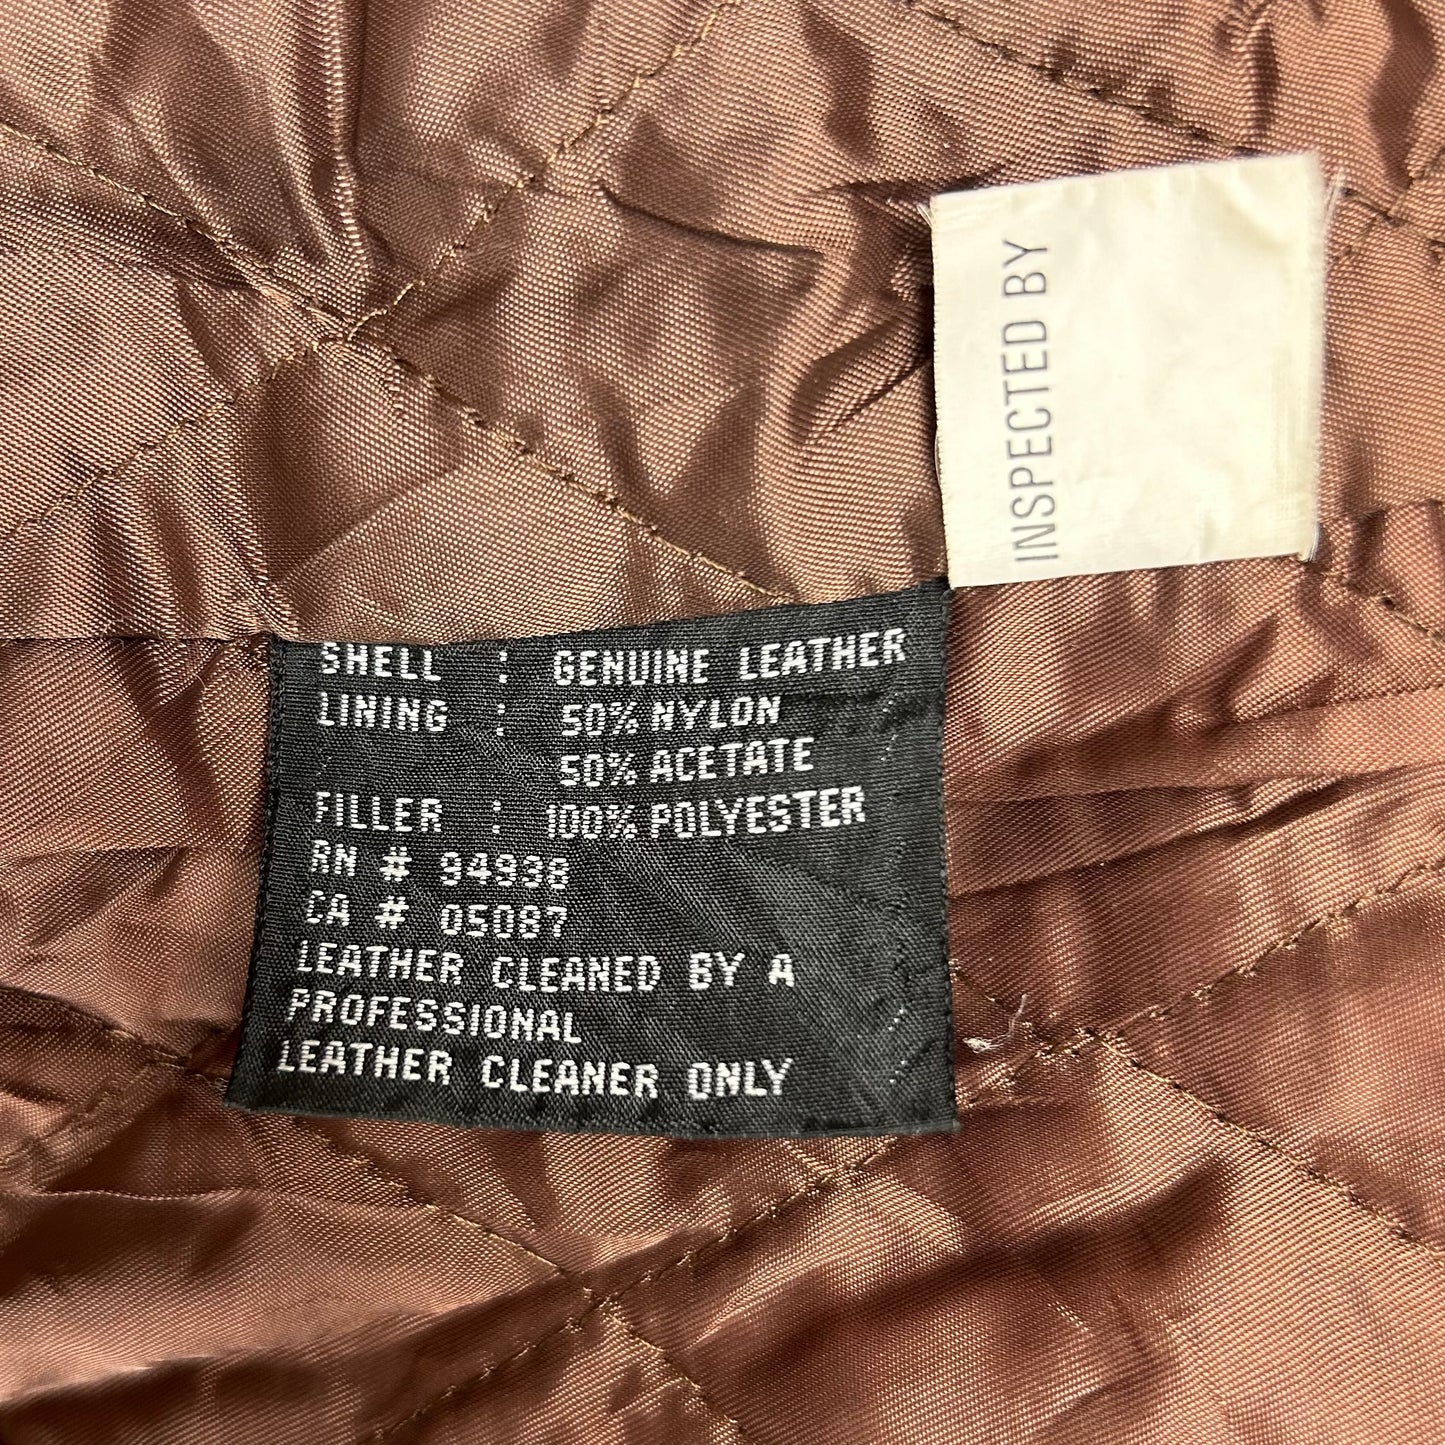 INSPECTED BY
SHELL : GENUINE LEATHER
LINING : 50% NYLON
50% ACETATE
FILLER : 100% POLYESTER
RN # 94938
CA # 05087
LEATHER CLEANED BY A
PROFESSIONAL
LEATHER CLEANER ONLY